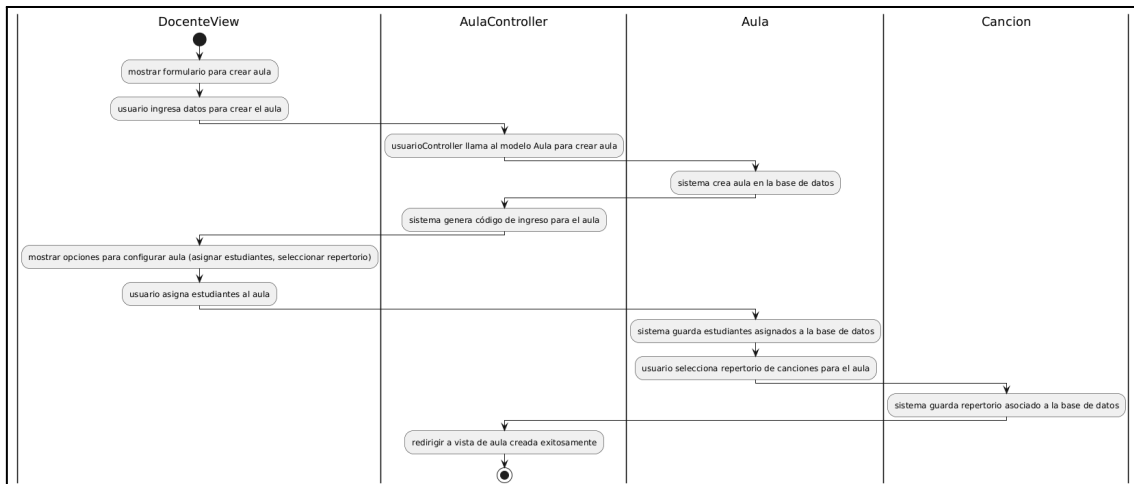 DocenteView
AulaController
Aula
Cancion
mostrar formulario para crear aula
usuario ingresa datos para crear el aula
usuarioController llama al modelo Aula para crear aula
sistema crea aula en la base de datos
sistema genera código de ingreso para el aula
mostrar opciones para configurar aula (asignar estudiantes, seleccionar repertorio)
usuario asigna estudiantes al aula
sistema guarda estudiantes asignados a la base de datos
usuario selecciona repertorio de canciones para el aula
sistema guarda repertorio asociado a la base de datos
redirigir a vista de aula creada exitosamente